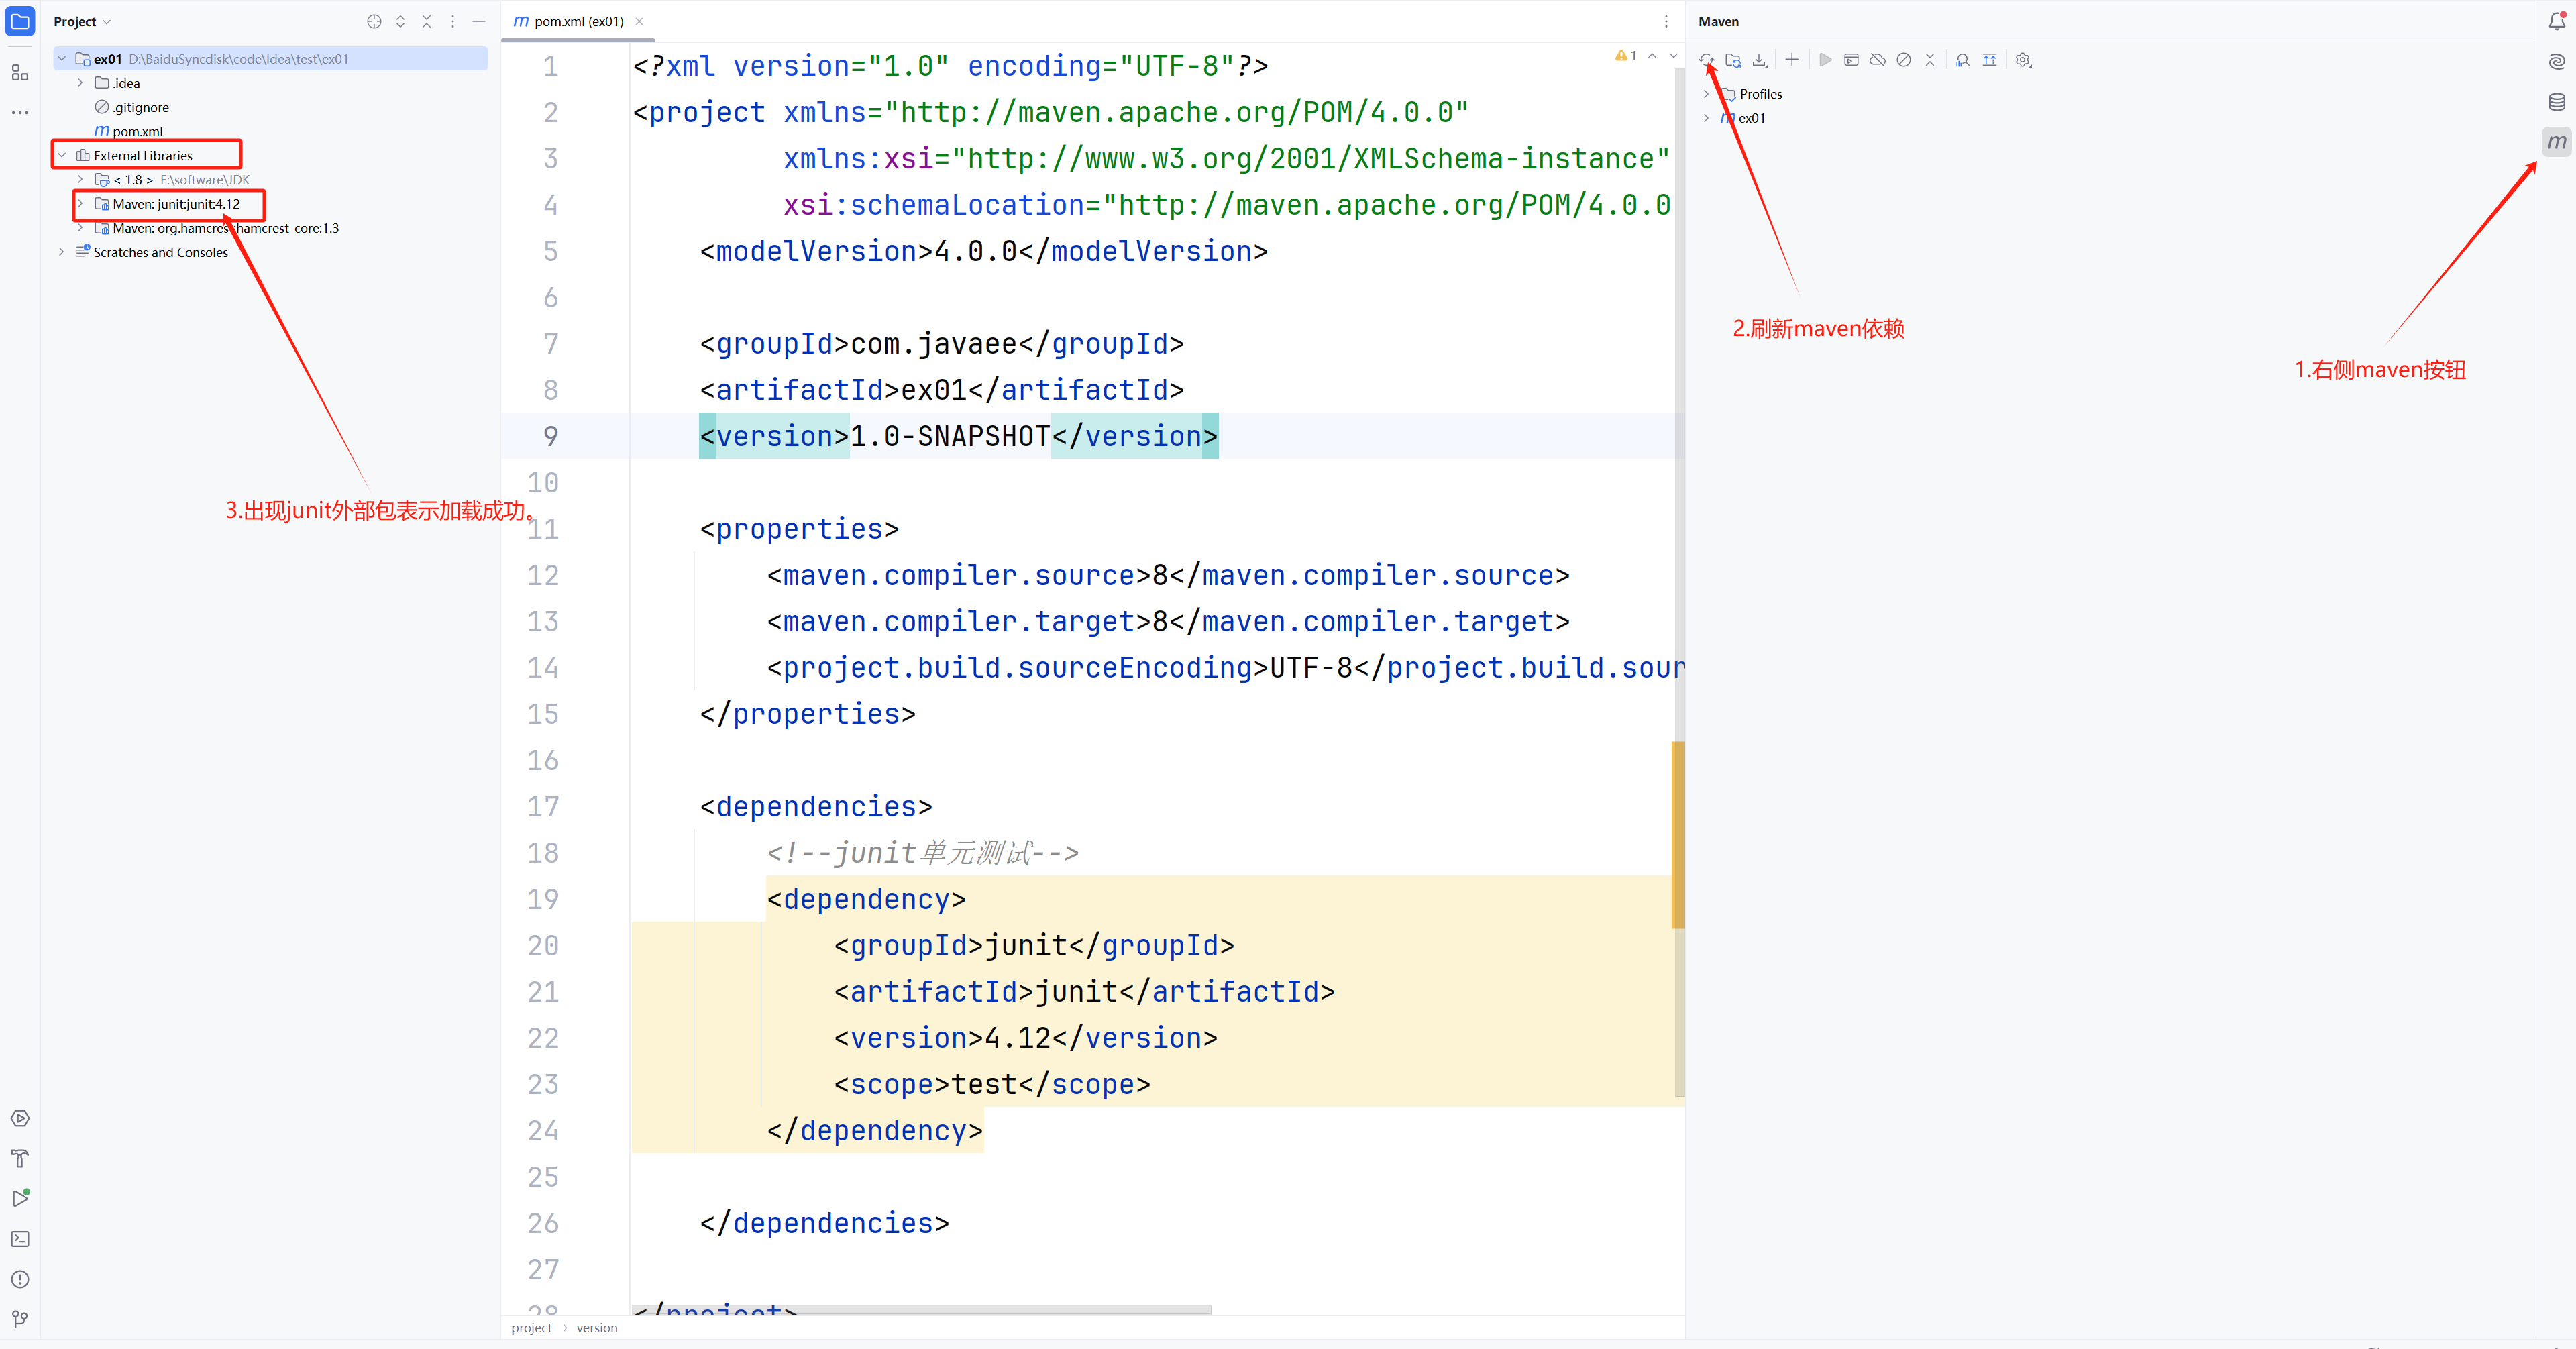 Project
ex01 D:\BaiduSyncdisk\code\Idea\test\ex01
.idea
.gitignore
m pom.xml
External Libraries
< 1.8 > E:\software\JDK
Maven: junit:junit:4.12
Maven: org.hamcrest:hamcrest-core:1.3
Scratches and Consoles
3.出现junit外部包表示加载成功。
m pom.xml (ex01)
1
1 <?xml version="1.0" encoding="UTF-8"?>
2 <project xmlns="http://maven.apache.org/POM/4.0.0"
3 xmlns:xsi="http://www.w3.org/2001/XMLSchema-instance"
4 xsi:schemaLocation="http://maven.apache.org/POM/4.0.0
5 <modelVersion>4.0.0</modelVersion>
6
7 <groupId>com.javaee</groupId>
8 <artifactId>ex01</artifactId>
9 <version>1.0-SNAPSHOT</version>
10
11 <properties>
12 <maven.compiler.source>8</maven.compiler.source>
13 <maven.compiler.target>8</maven.compiler.target>
14 <project.build.sourceEncoding>UTF-8</project.build.sour
15 </properties>
16
17 <dependencies>
18 <!--junit单元测试-->
19 <dependency>
20 <groupId>junit</groupId>
21 <artifactId>junit</artifactId>
22 <version>4.12</version>
23 <scope>test</scope>
24 </dependency>
25
26 </dependencies>
27
28 </project>
project › version
Maven
Profiles
m ex01
m
2.刷新maven依赖
1.右侧maven按钮